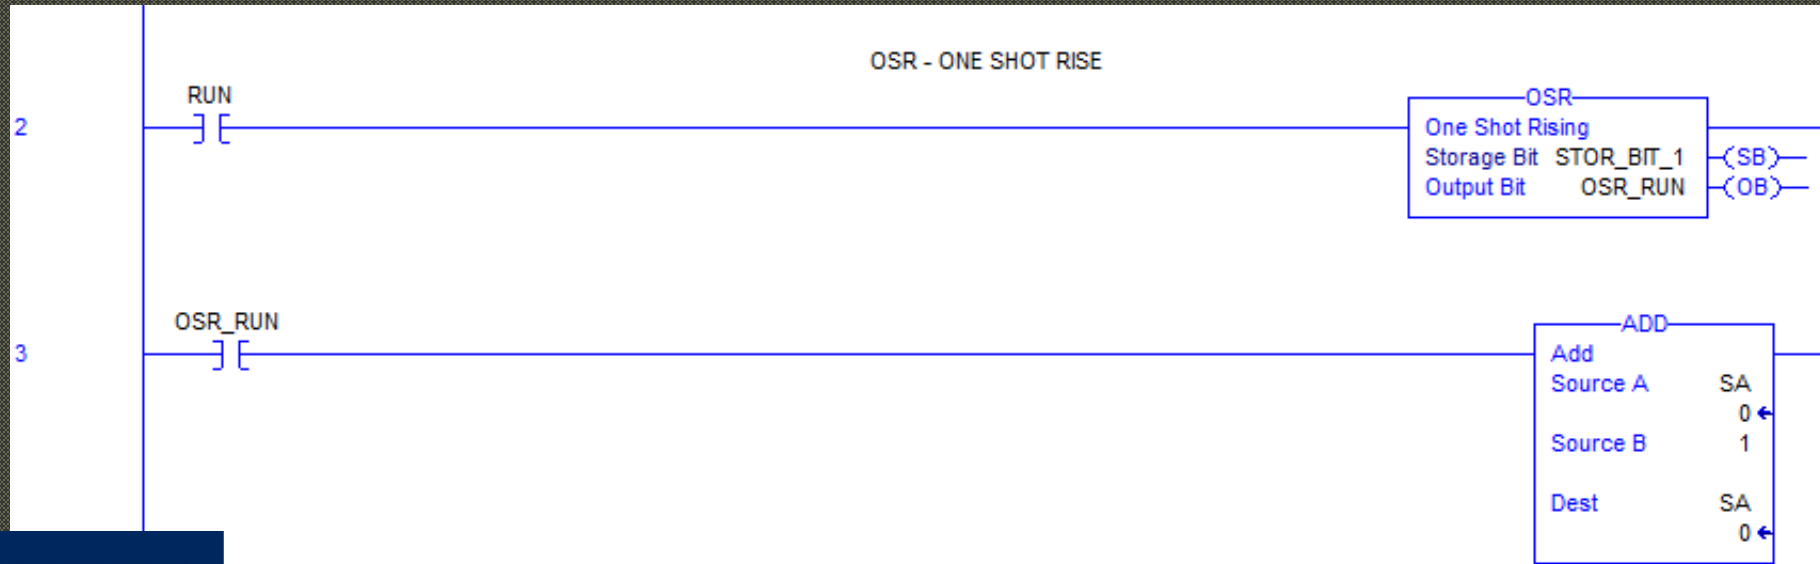 OSR - ONE SHOT RISE
RUN
2
OSR
One Shot Rising
Storage Bit STOR_BIT_1 (SB)
Output Bit OSR_RUN (OB)
OSR_RUN
3
ADD
Add
Source A SA
0
Source B 1
Dest SA
0